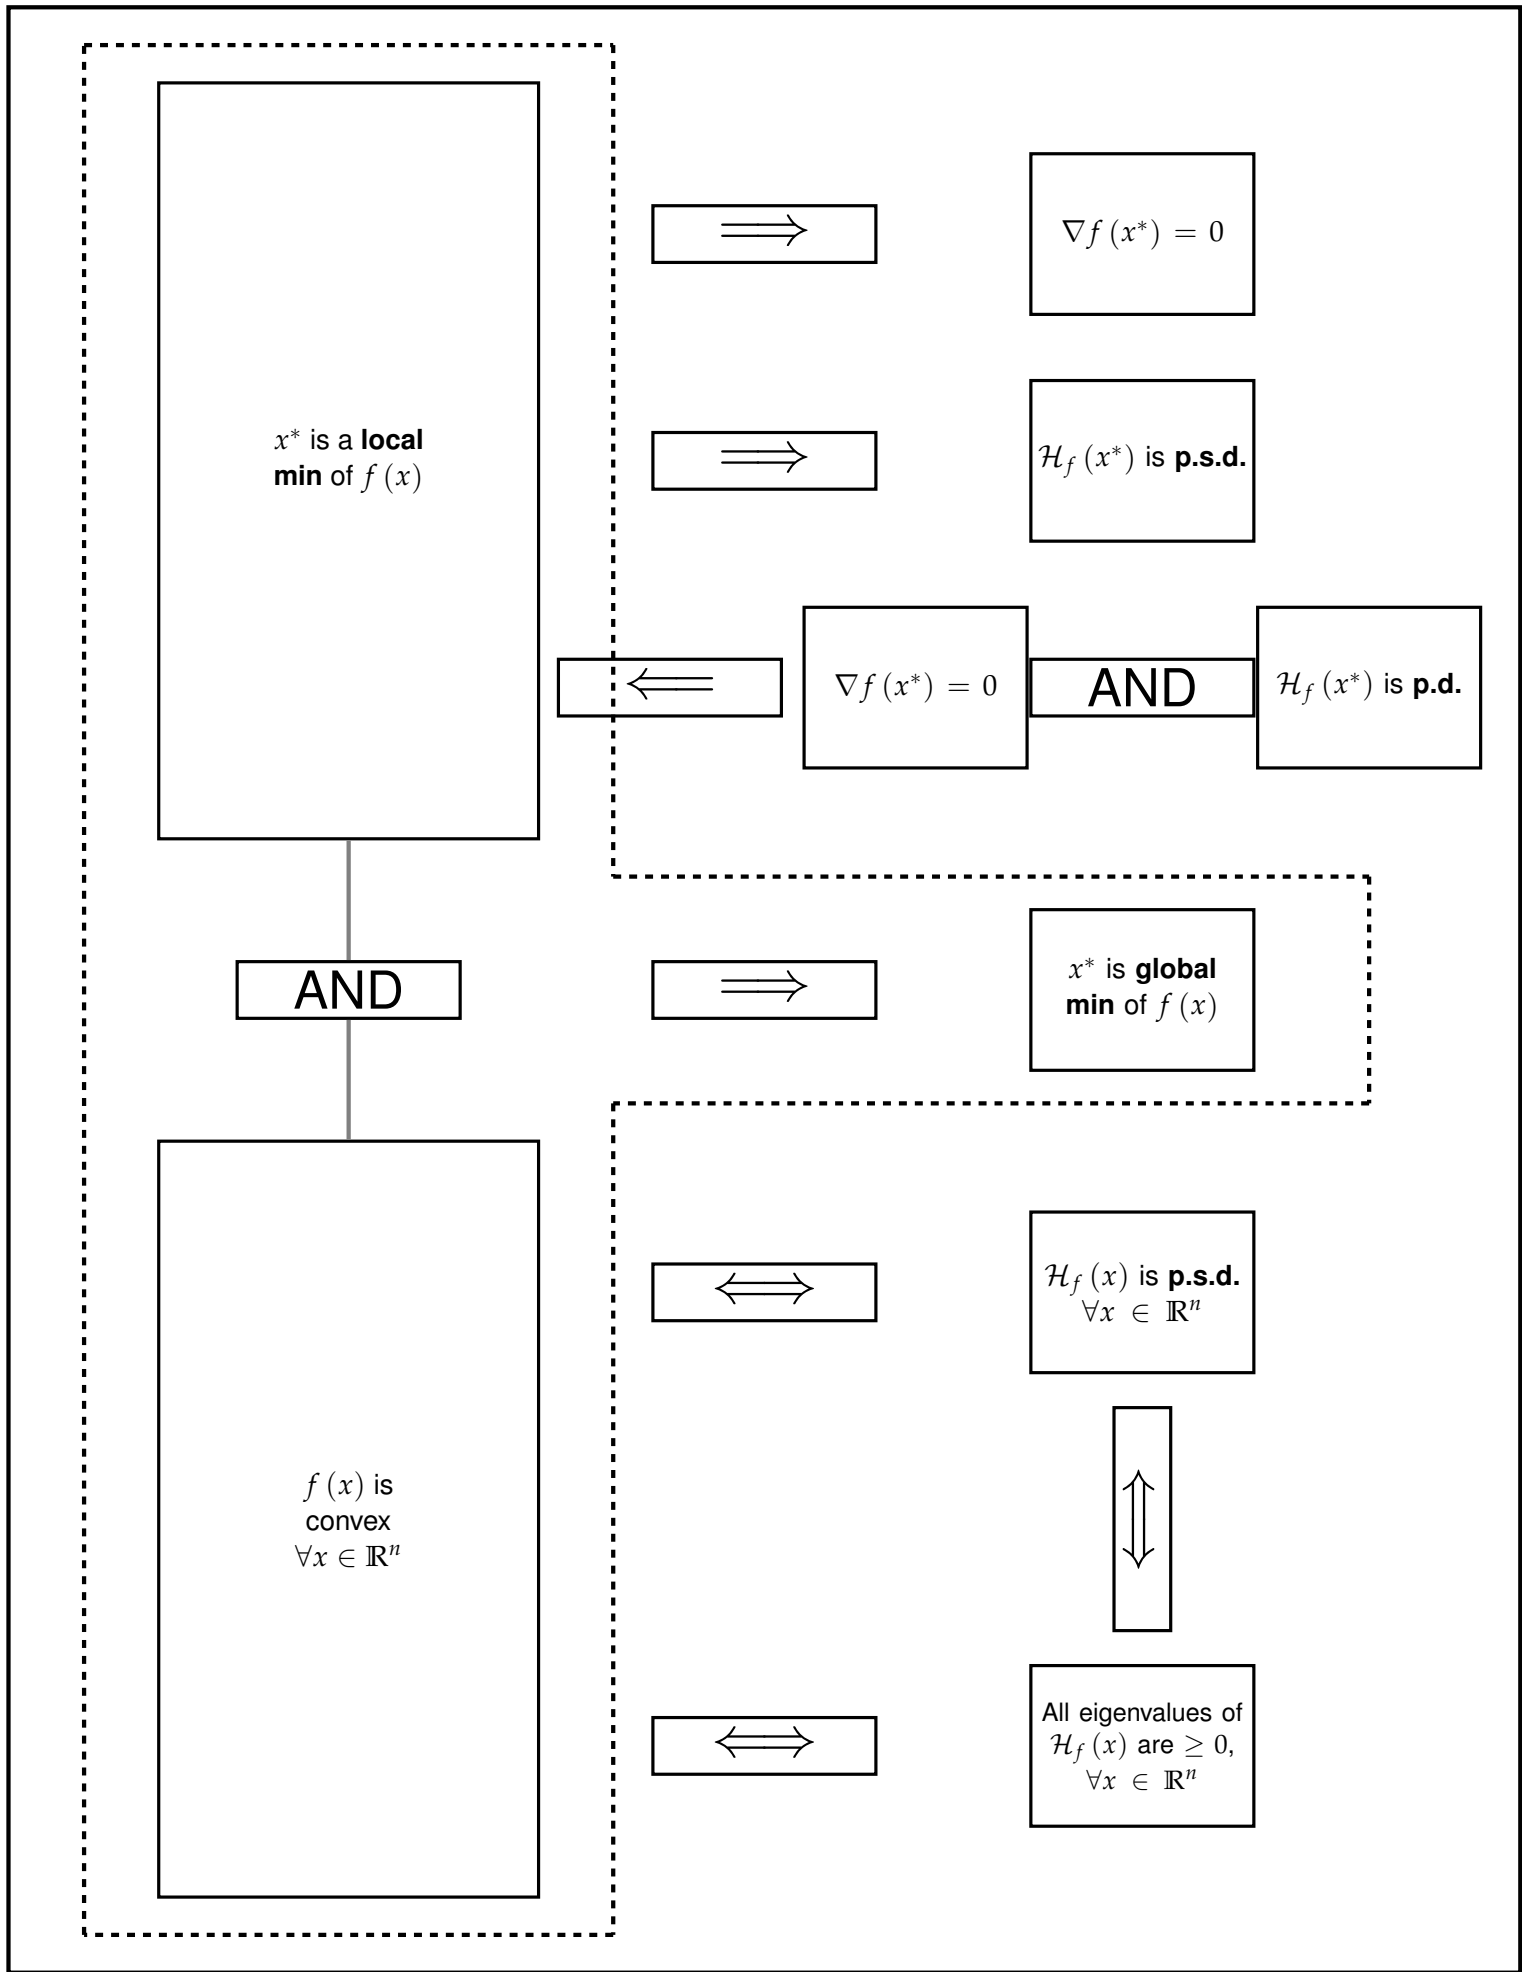 ⟹
∇f (x*) = 0
x* is a local
min of f (x)
⟹
ℋ_f (x*) is p.s.d.
⟸
∇f (x*) = 0
AND
ℋ_f (x*) is p.d.
AND
⟹
x* is global
min of f (x)
f (x) is
convex
∀x ∈ ℝⁿ
⟺
ℋ_f (x) is p.s.d.
∀x ∈ ℝⁿ
⇕
⟺
All eigenvalues of
ℋ_f (x) are ≥ 0,
∀x ∈ ℝⁿ